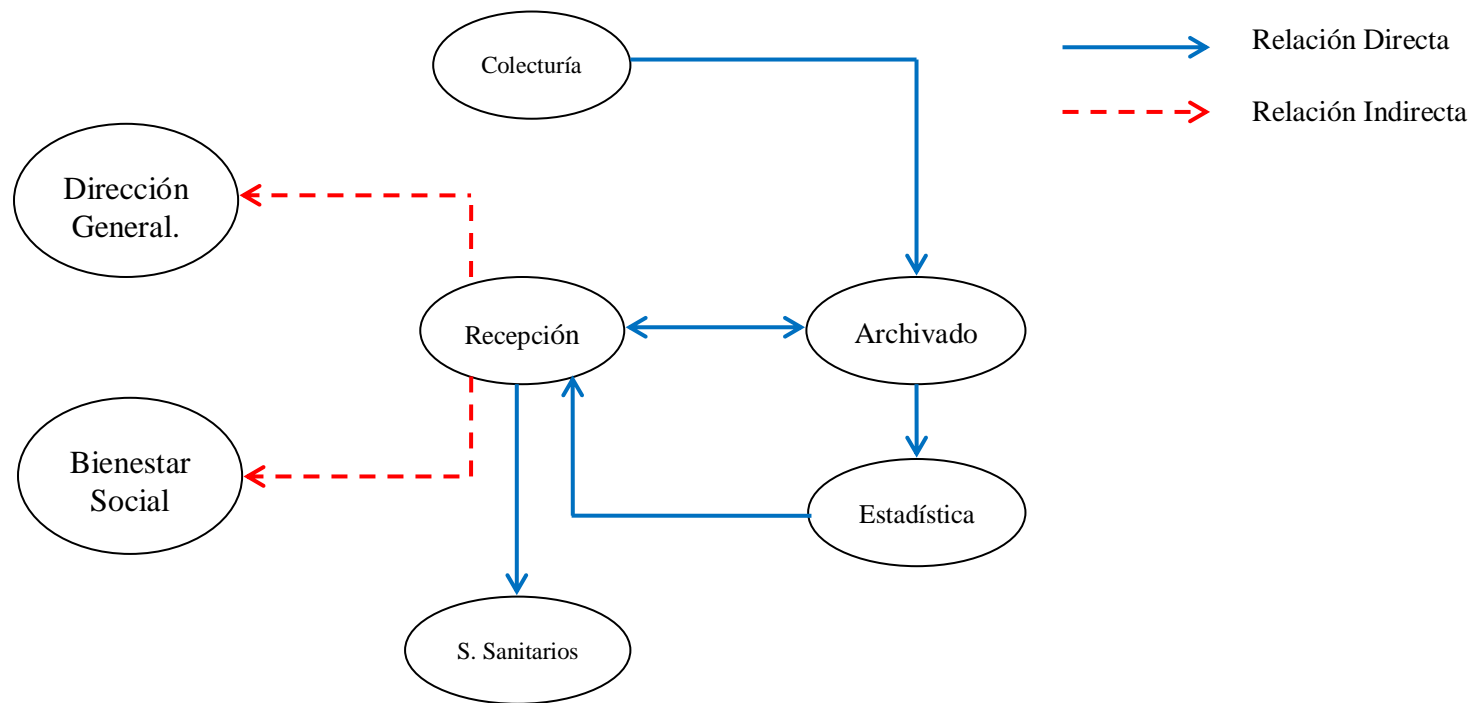 Colecturía
Relación Directa
Relación Indirecta
Dirección
General.
Recepción
Archivado
Bienestar
Social
Estadística
S. Sanitarios